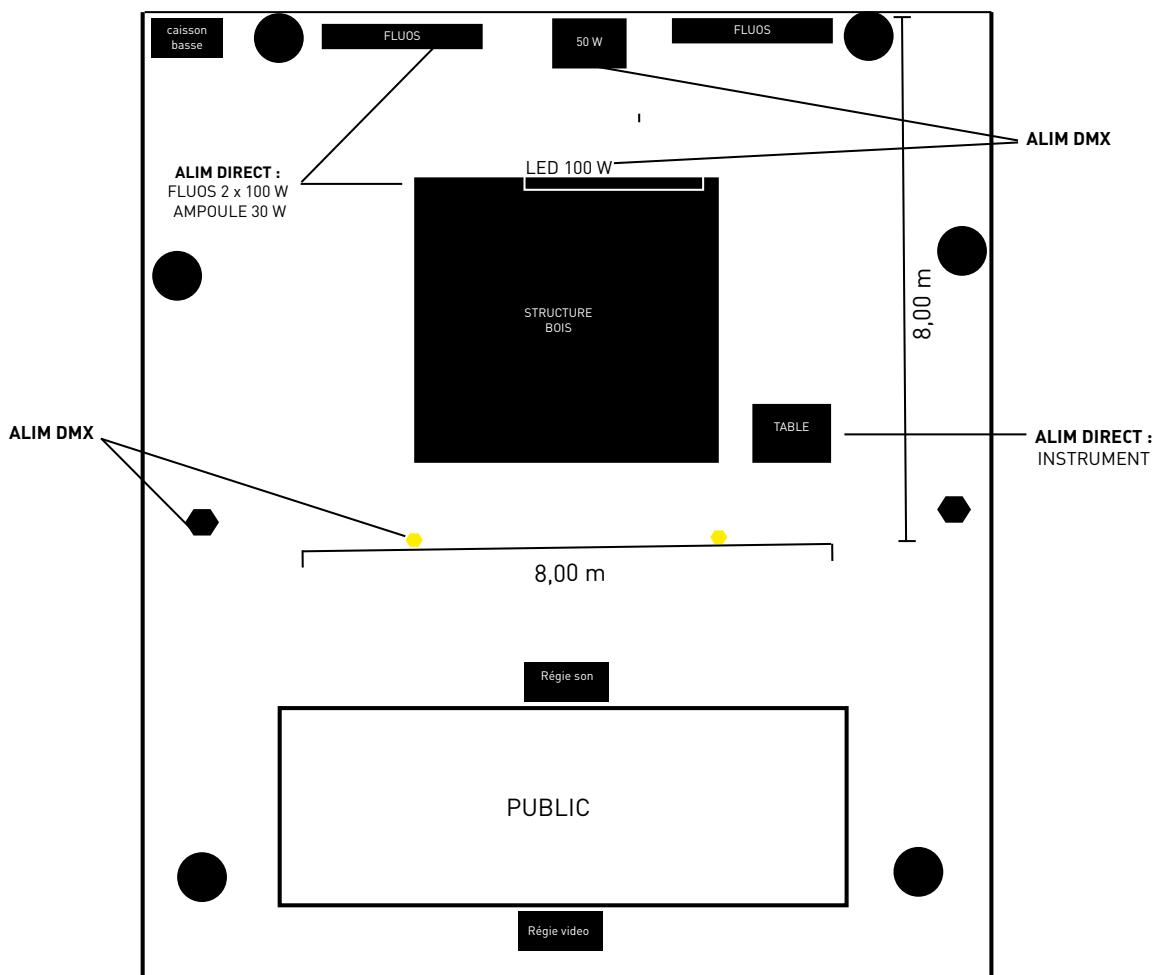 caisson
basse
FLUOS
50 W
FLUOS
ALIM DMX
LED 100 W
ALIM DIRECT :
FLUOS 2 x 100 W
AMPOULE 30 W
8,00 m
STRUCTURE
BOIS
TABLE
ALIM DMX
ALIM DIRECT :
INSTRUMENT
8,00 m
Régie son
PUBLIC
Régie video